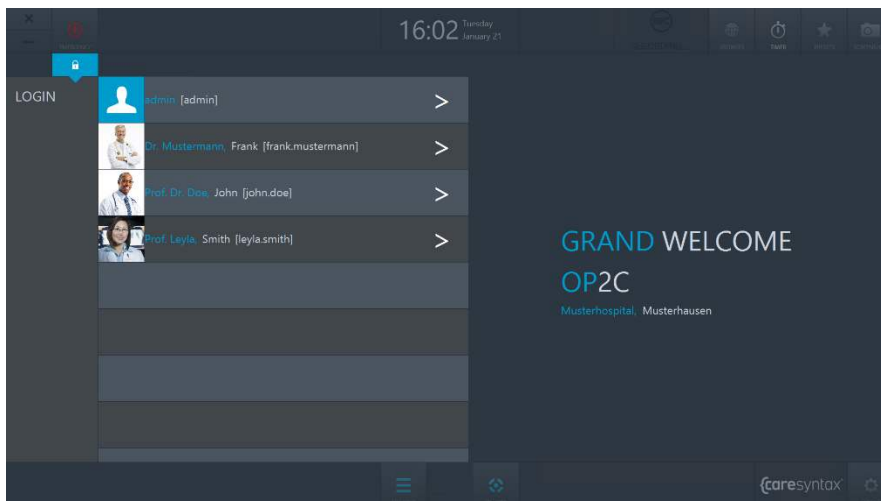 16:02 Tuesday
January 21
TIMER
LOGIN
admin [admin]
Dr. Mustermann, Frank [frank.mustermann]
Prof. Dr. Doe, John [john.doe]
Prof. Leyla, Smith [leyla.smith]
GRAND WELCOME
OP2C
Musterhospital, Musterhausen
{caresyntax